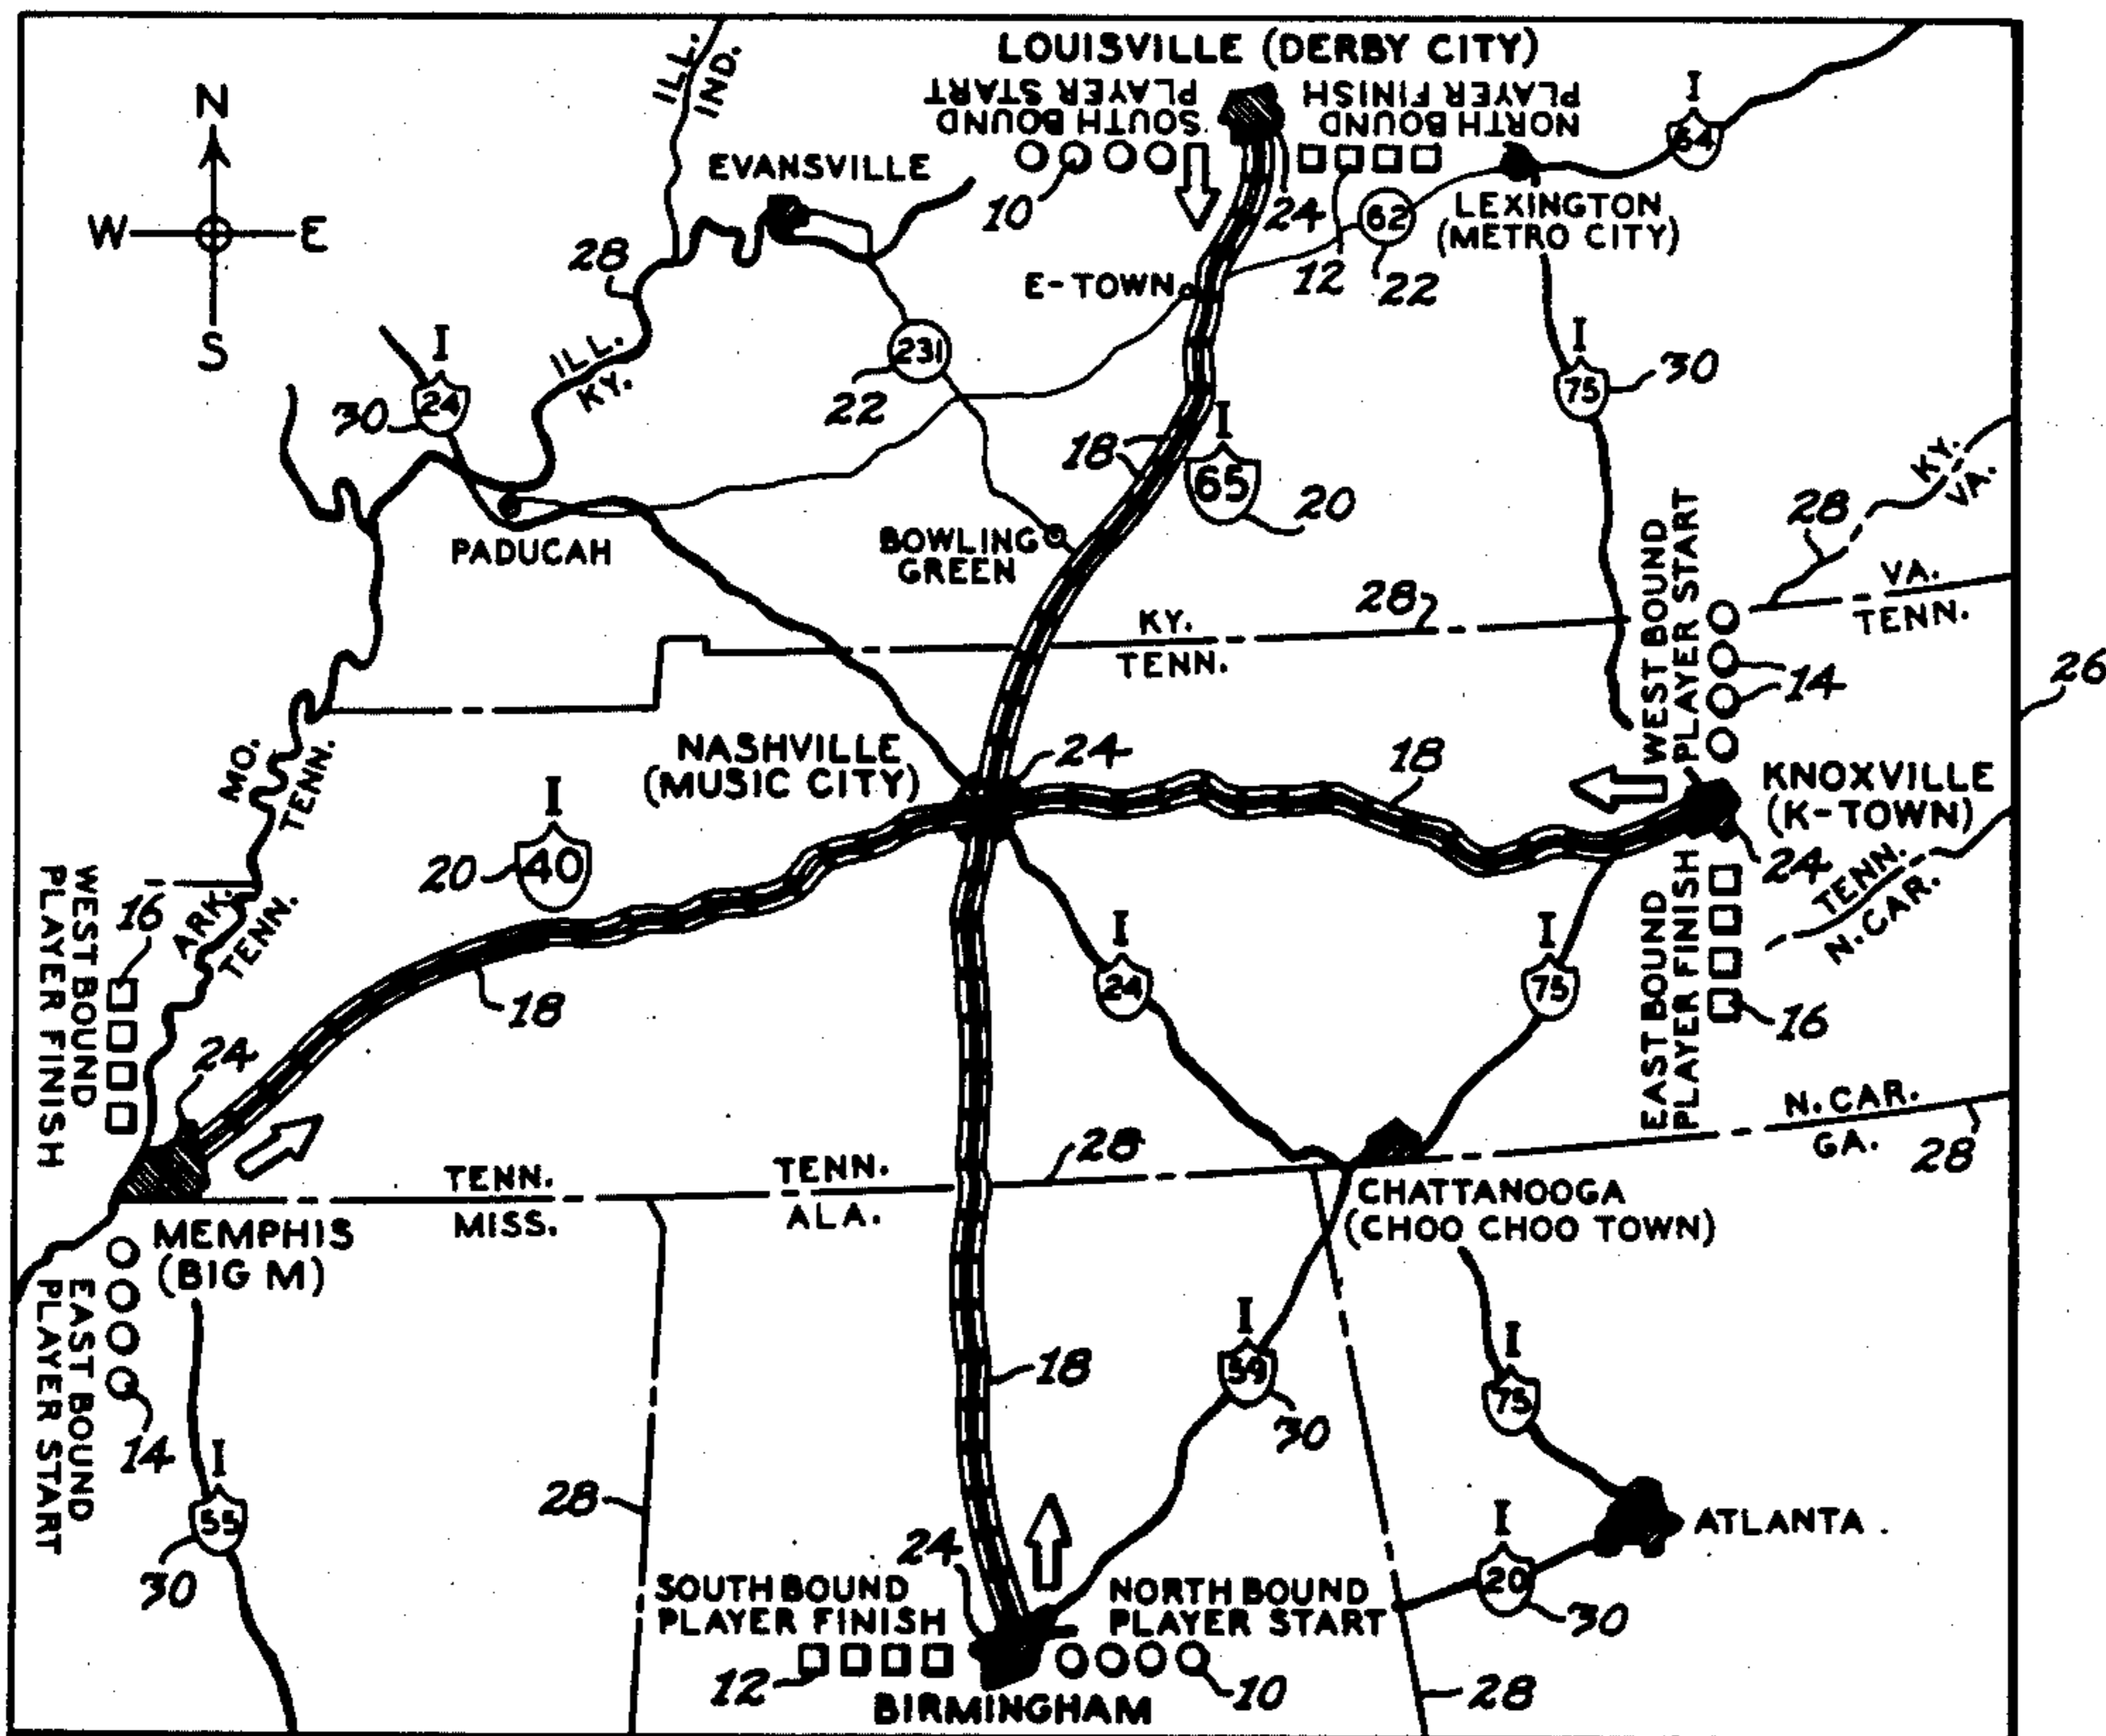 LOUISVILLE (DERBY CITY)
SOUTH BOUND
PLAYER START
NORTH BOUND
PLAYER FINISH
ILL.
IND.
N
W
E
S
EVANSVILLE
10
24
12
62
22
I
64
LEXINGTON
(METRO CITY)
E-TOWN
28
I
24
30
ILL.
KY.
231
22
I
75
30
18
I
65
20
PADUCAH
BOWLING
GREEN
KY.
VA.
28
VA.
TENN.
WEST BOUND
PLAYER START
14
26
28
KY.
TENN.
NASHVILLE
(MUSIC CITY)
24
18
KNOXVILLE
(K-TOWN)
24
MO.
TENN.
I
40
20
ARK.
TENN.
TENN.
N. CAR.
WEST BOUND
PLAYER FINISH
16
18
I
24
I
75
EAST BOUND
PLAYER FINISH
16
24
N. CAR.
GA.
28
TENN.
MISS.
TENN.
ALA.
28
CHATTANOOGA
(CHOO CHOO TOWN)
MEMPHIS
(BIG M)
EAST BOUND
PLAYER START
14
I
55
30
28
18
I
59
30
I
75
ATLANTA
I
20
30
24
SOUTH BOUND
PLAYER FINISH
NORTH BOUND
PLAYER START
12
10
28
BIRMINGHAM